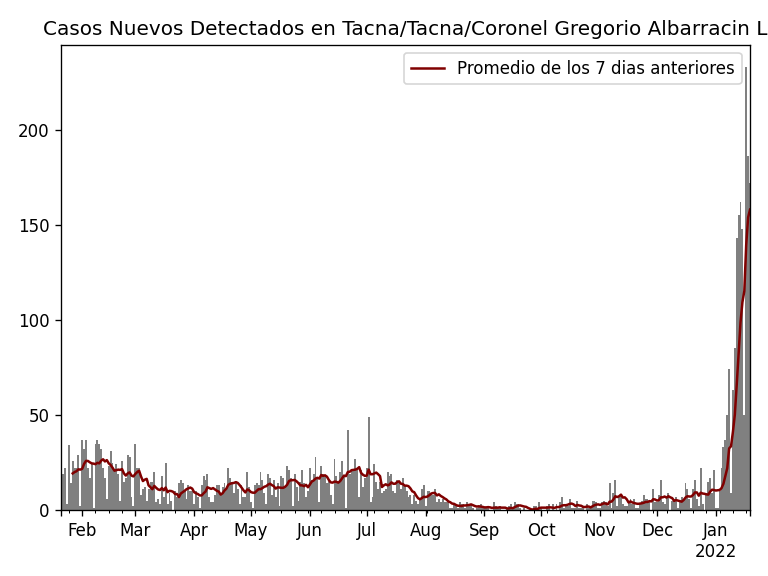 Casos Nuevos Detectados en Tacna/Tacna/Coronel Gregorio Albarracin L
Promedio de los 7 dias anteriores
200
150
100
50
0
Feb Mar Apr May Jun Jul Aug Sep Oct Nov Dec Jan
2022